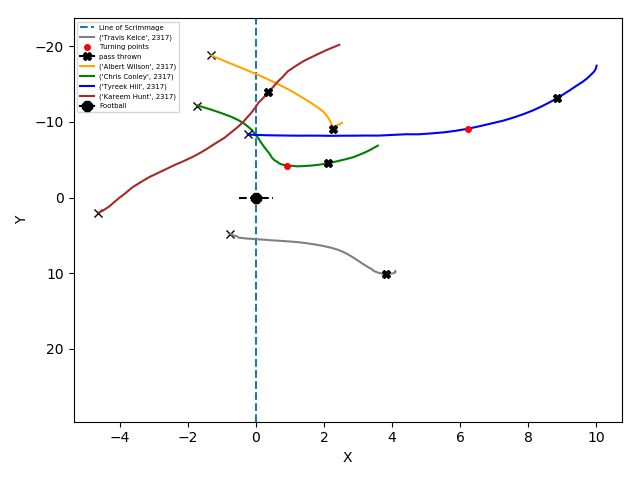 Line of Scrimmage
('Travis Kelce', 2317)
Turning points
pass thrown
('Albert Wilson', 2317)
('Chris Conley', 2317)
('Tyreek Hill', 2317)
('Kareem Hunt', 2317)
Football
−20
−10
0
10
20
Y
−4 −2 0 2 4 6 8 10
X